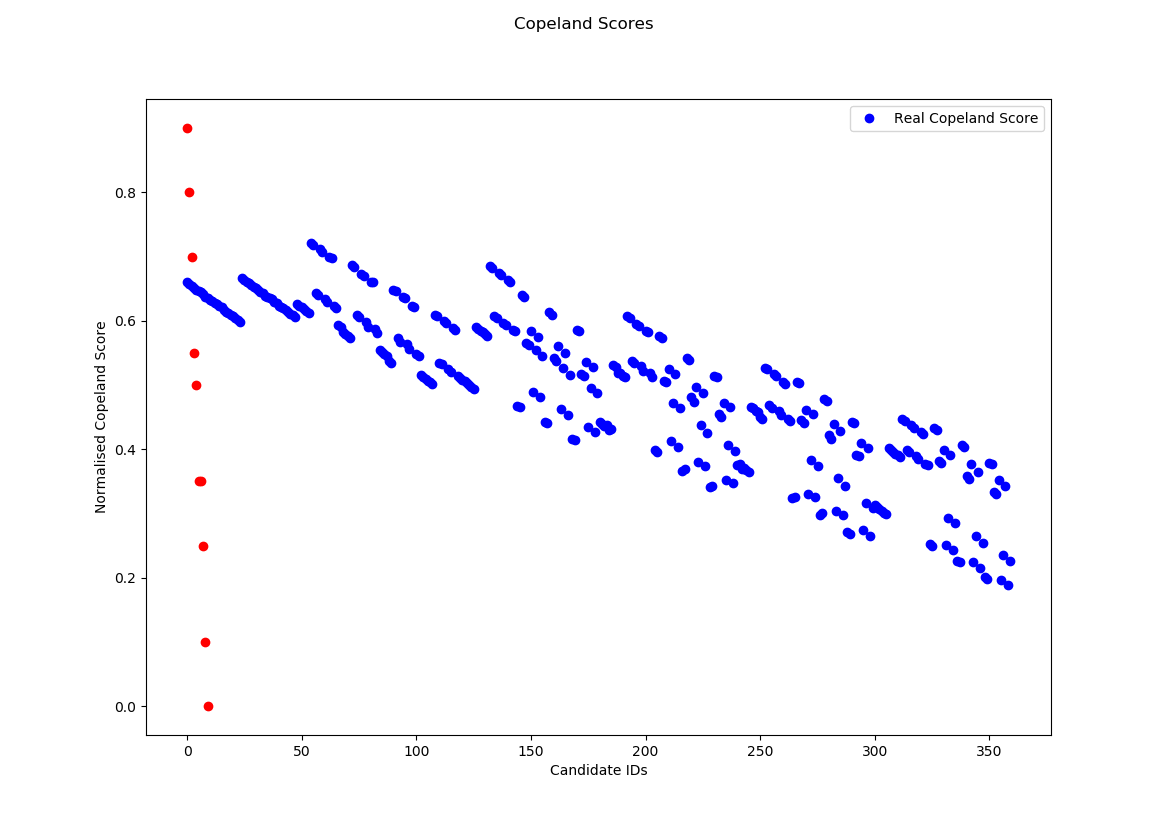 Copeland Scores
Real Copeland Score
Normalised Copeland Score
0.8
0.6
0.4
0.2
0.0
0 50 100 150 200 250 300 350
Candidate IDs